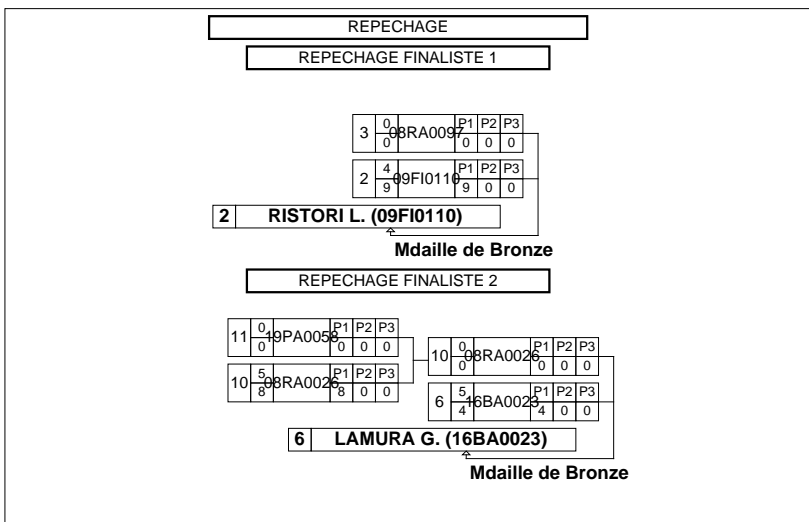 REPECHAGE
REPECHAGE FINALISTE 1
3 0 08RA0097 P1 P2 P3
0 0 0 0
2 4 09FI0110 P1 P2 P3
9 9 0 0
2 RISTORI L. (09FI0110)
Mdaille de Bronze
REPECHAGE FINALISTE 2
11 0 19PA0058 P1 P2 P3
0 0 0 0
10 5 08RA0026 P1 P2 P3
8 8 0 0
10 0 08RA0026 P1 P2 P3
0 0 0 0
6 5 16BA0023 P1 P2 P3
4 4 0 0
6 LAMURA G. (16BA0023)
Mdaille de Bronze